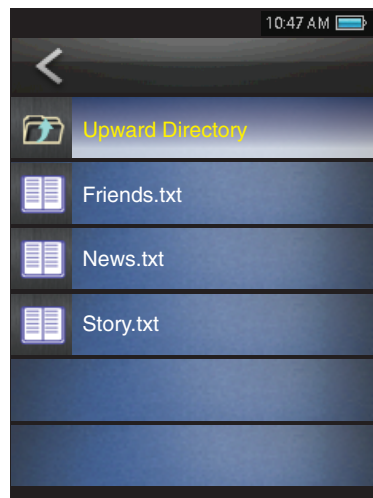 10:47 AM
Upward Directory
Friends.txt
News.txt
Story.txt